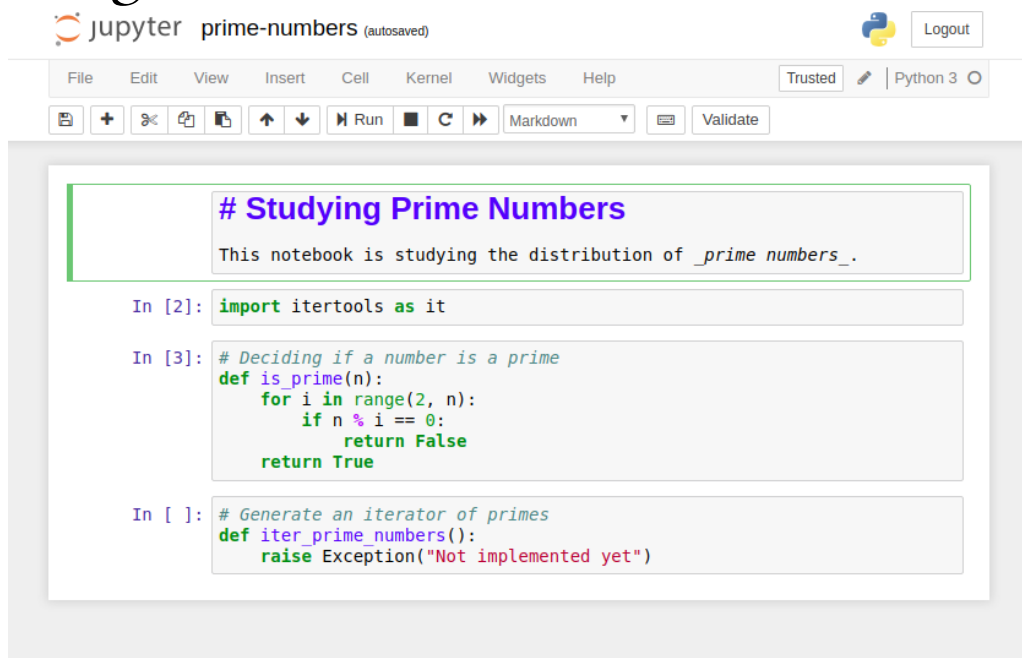 jupyter prime-numbers (autosaved) Logout
File Edit View Insert Cell Kernel Widgets Help Trusted Python 3
Run Markdown Validate
# Studying Prime Numbers
This notebook is studying the distribution of _prime numbers_.
In [2]: import itertools as it
In [3]: # Deciding if a number is a prime
def is_prime(n):
    for i in range(2, n):
        if n % i == 0:
            return False
    return True
In [ ]: # Generate an iterator of primes
def iter_prime_numbers():
    raise Exception("Not implemented yet")